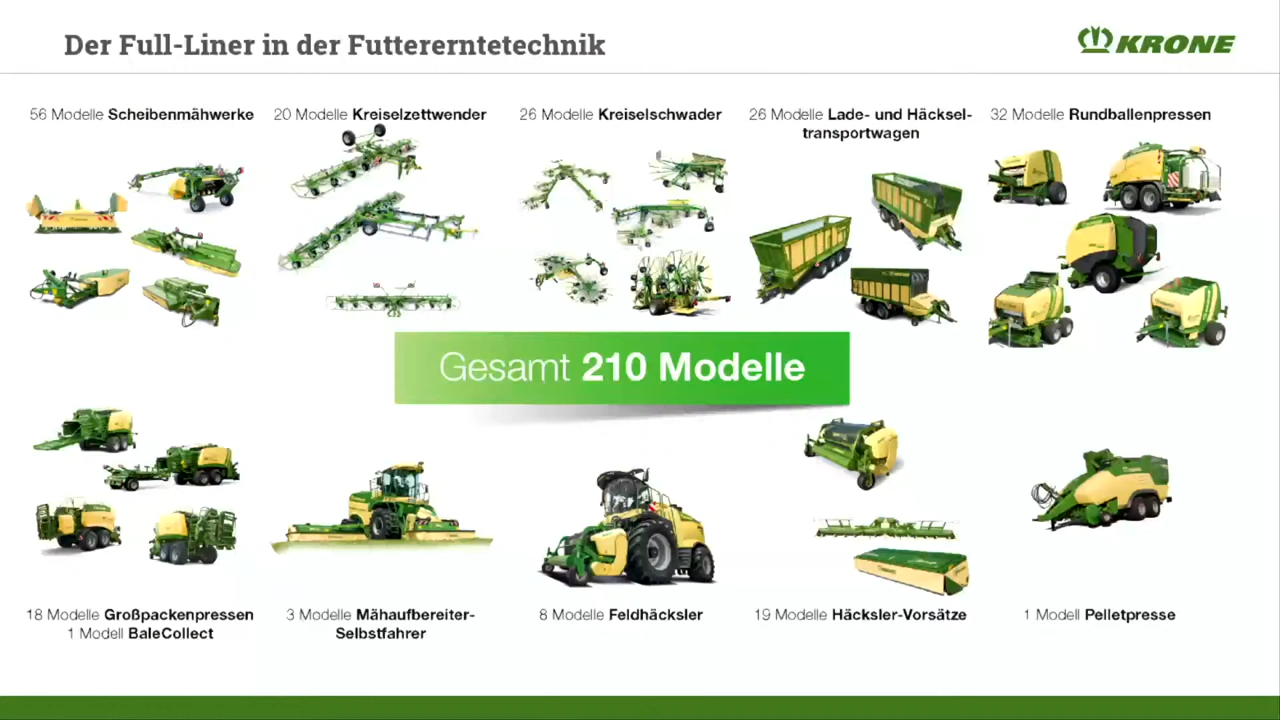 Der Full-Liner in der Futtererntetechnik
KRONE
56 Modelle Scheibenmähwerke
20 Modelle Kreiselzettwender
26 Modelle Kreiselschwader
26 Modelle Lade- und Häcksel-
transportwagen
32 Modelle Rundballenpressen
Gesamt 210 Modelle
18 Modelle Großpackenpressen
1 Modell BaleCollect
3 Modelle Mähaufbereiter-
Selbstfahrer
8 Modelle Feldhäcksler
19 Modelle Häcksler-Vorsätze
1 Modell Pelletpresse